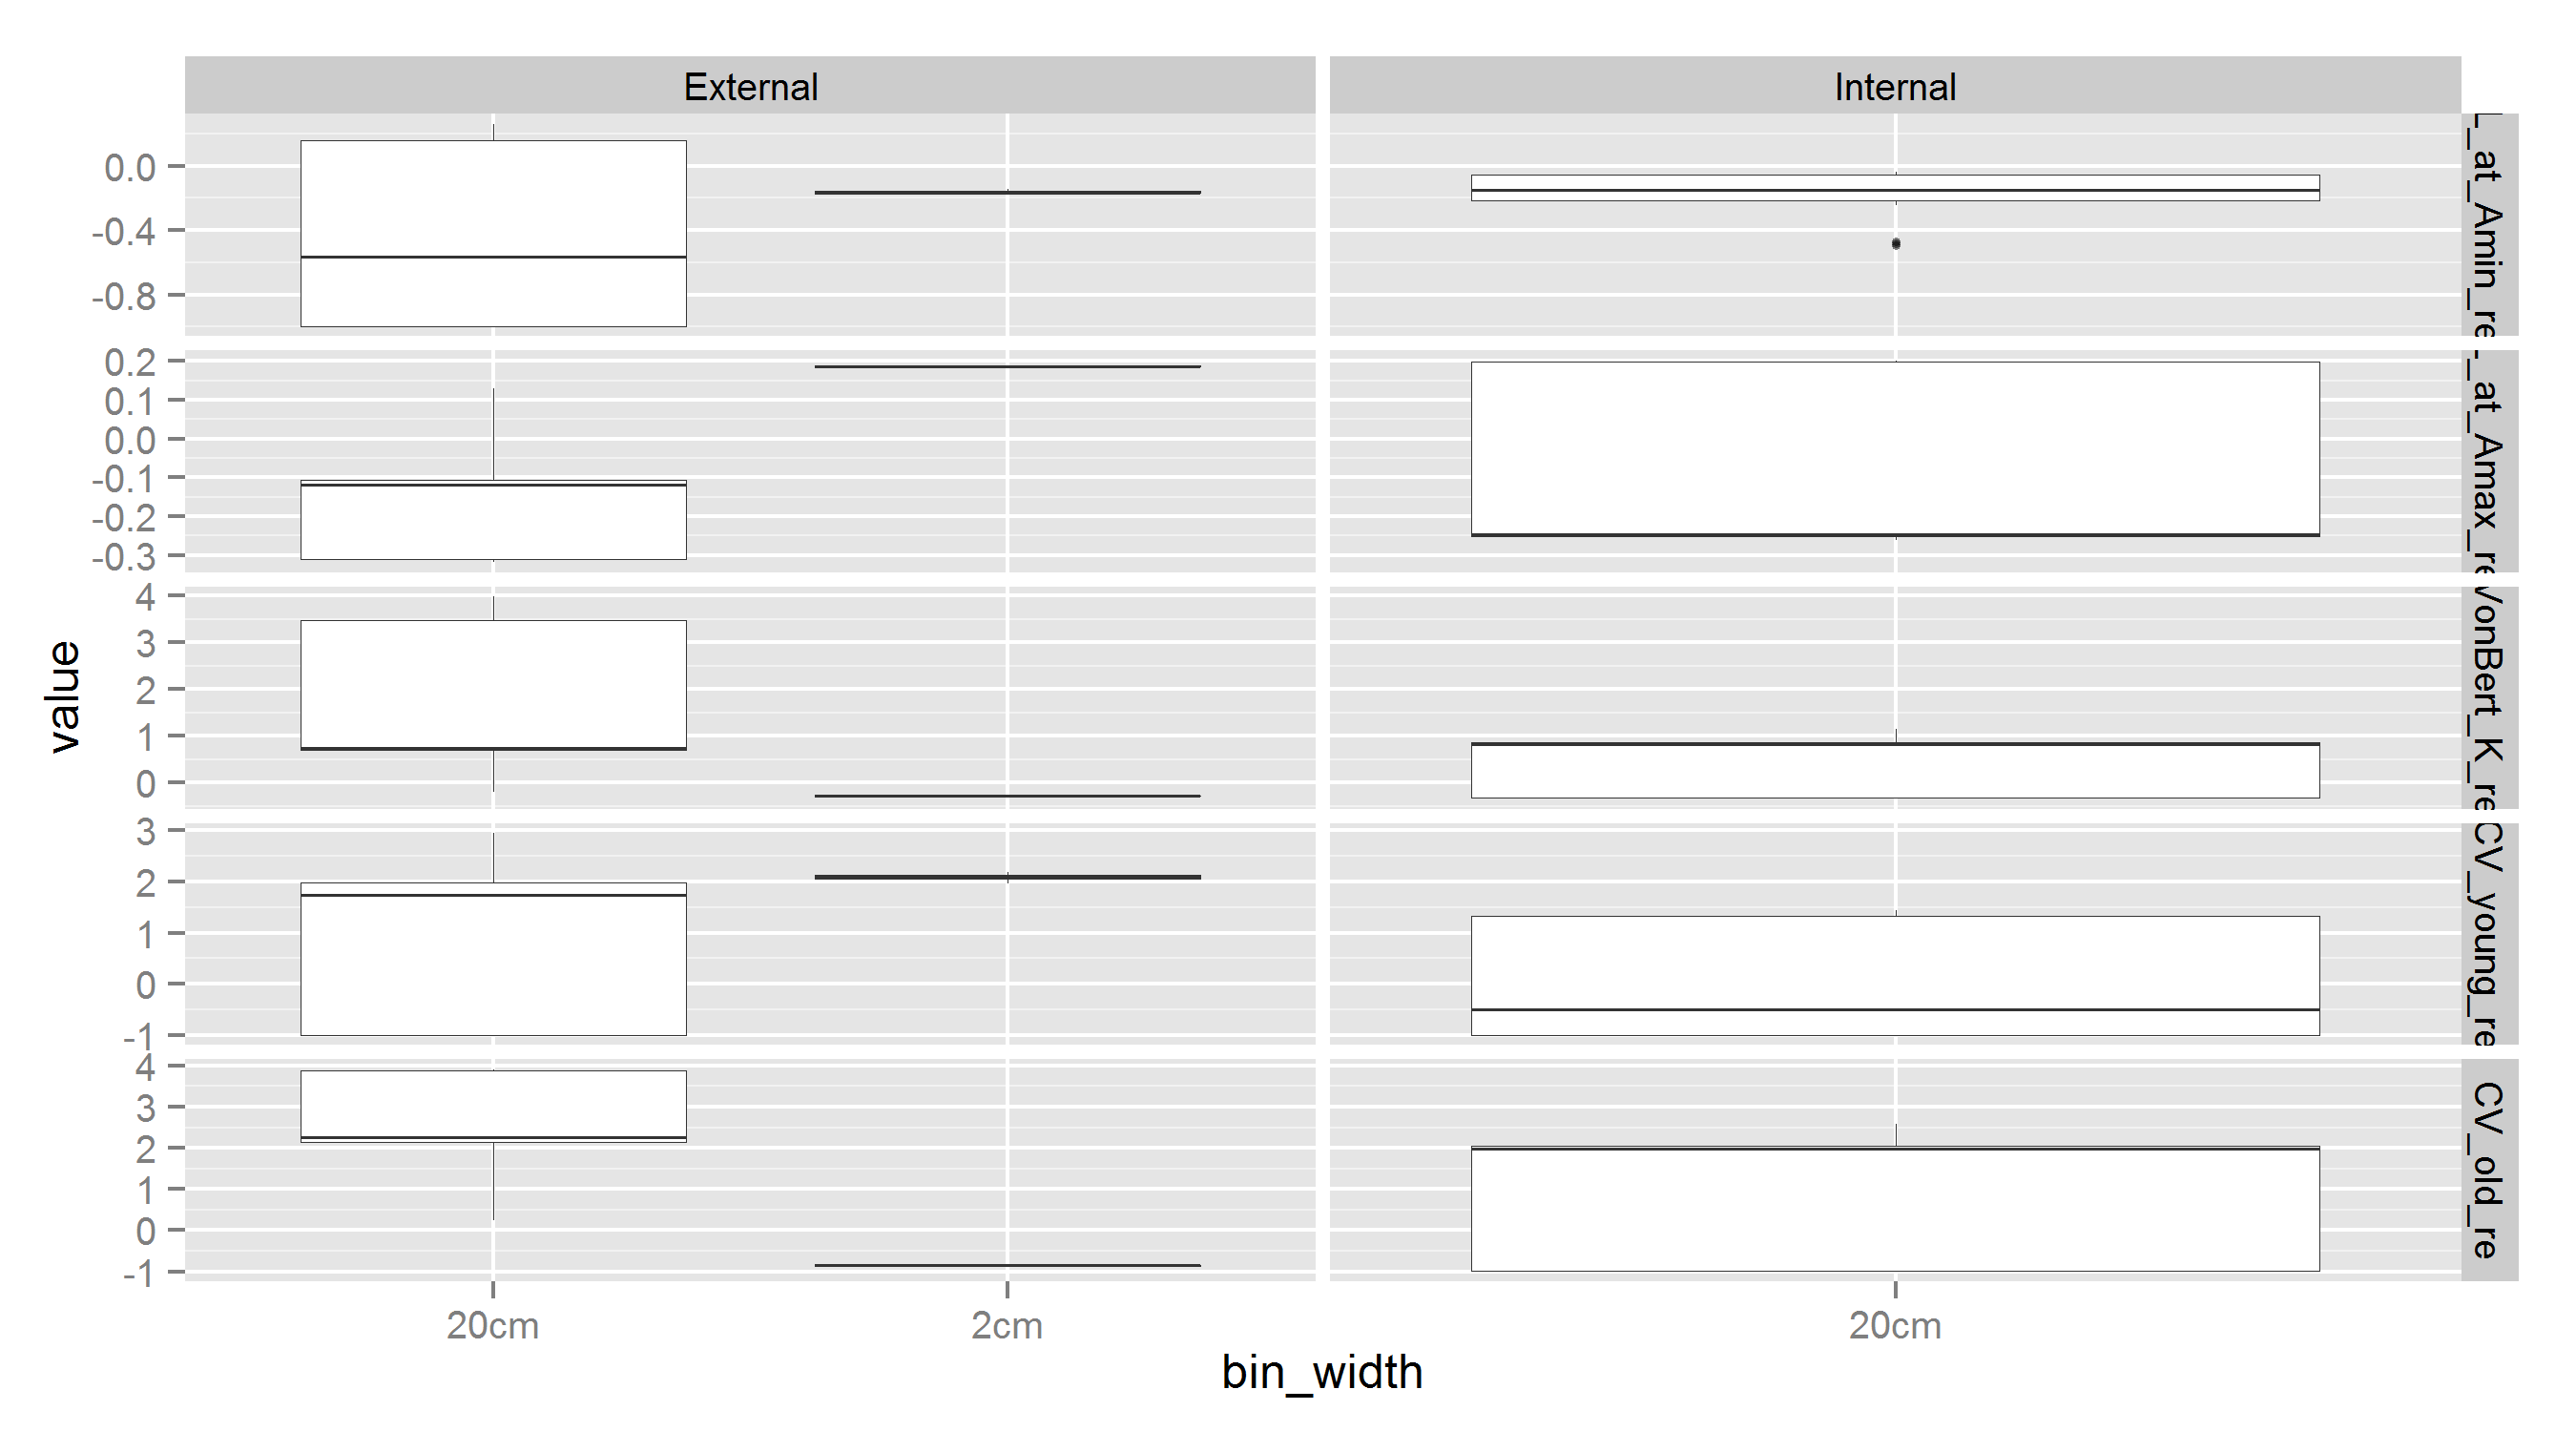 External Internal
0.0
-0.4
-0.8
_at_Amin_re
0.2
0.1
0.0
-0.1
-0.2
-0.3
_at_Amax_re
4
3
2
1
0
VonBert_K_re
3
2
1
0
-1
CV_young_re
4
3
2
1
0
-1
CV_old_re
value
20cm 2cm 20cm
bin_width